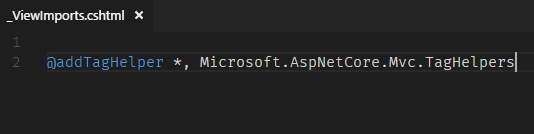 _ViewImports.cshtml
1
2 @addTagHelper *, Microsoft.AspNetCore.Mvc.TagHelpers